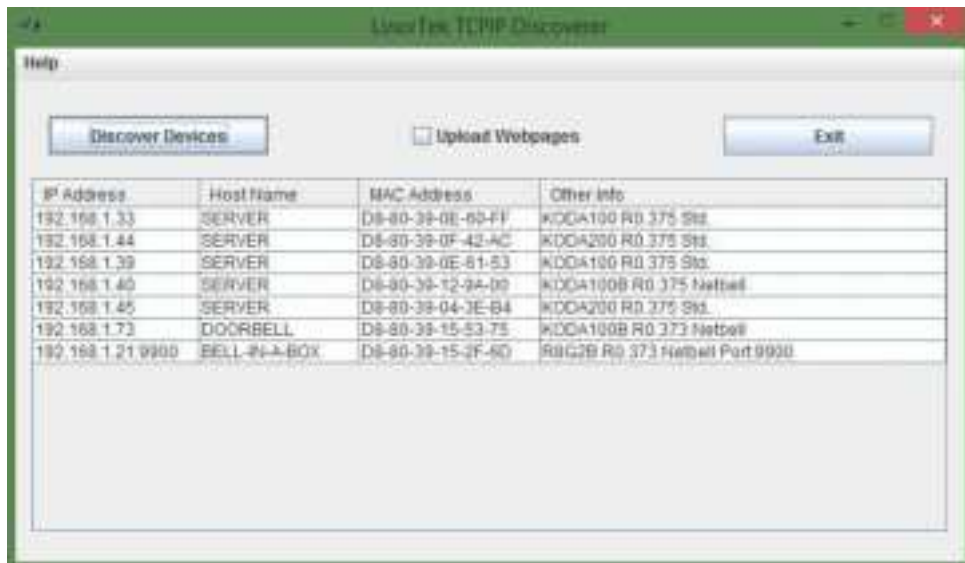 LinorTek TCPIP Discoverer
Help
Discover Devices Upload Webpages Exit
IP Address Host Name MAC Address Other Info
192.168.1.33 SERVER D8-80-39-0E-60-FF KODA100 R0.375 Std.
192.168.1.44 SERVER D8-80-39-0F-42-AC KODA200 R0.375 Std.
192.168.1.39 SERVER D8-80-39-0E-61-53 KODA100 R0.375 Std.
192.168.1.40 SERVER D8-80-39-12-9A-00 KODA100B R0.375 Netbell
192.168.1.45 SERVER D8-80-39-04-3E-B4 KODA200 R0.375 Std.
192.168.1.73 DOORBELL D8-80-39-15-53-75 KODA100B R0.373 Netbell
192.168.1.21:9900 BELL-IN-A-BOX D8-80-39-15-2F-6D R0.373 Netbell Port:9900